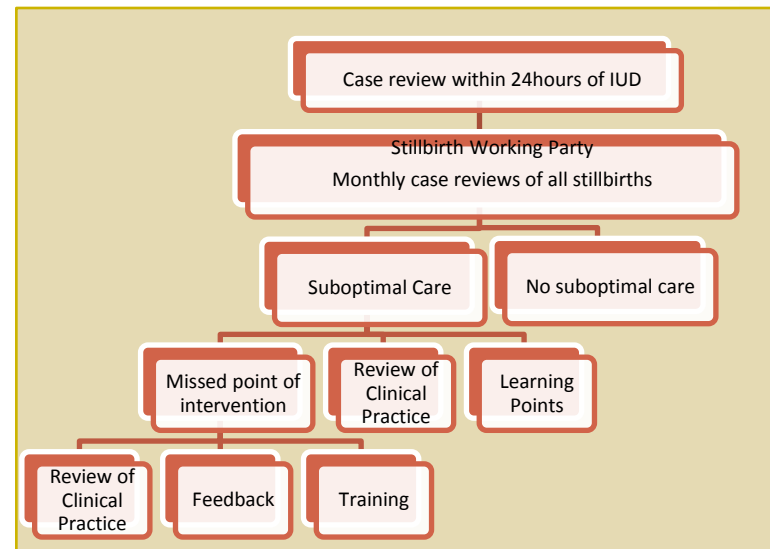 Case review within 24hours of IUD
Stillbirth Working Party
Monthly case reviews of all stillbirths
Suboptimal Care
No suboptimal care
Missed point of
intervention
Review of
Clinical
Practice
Learning
Points
Review of
Clinical
Practice
Feedback
Training